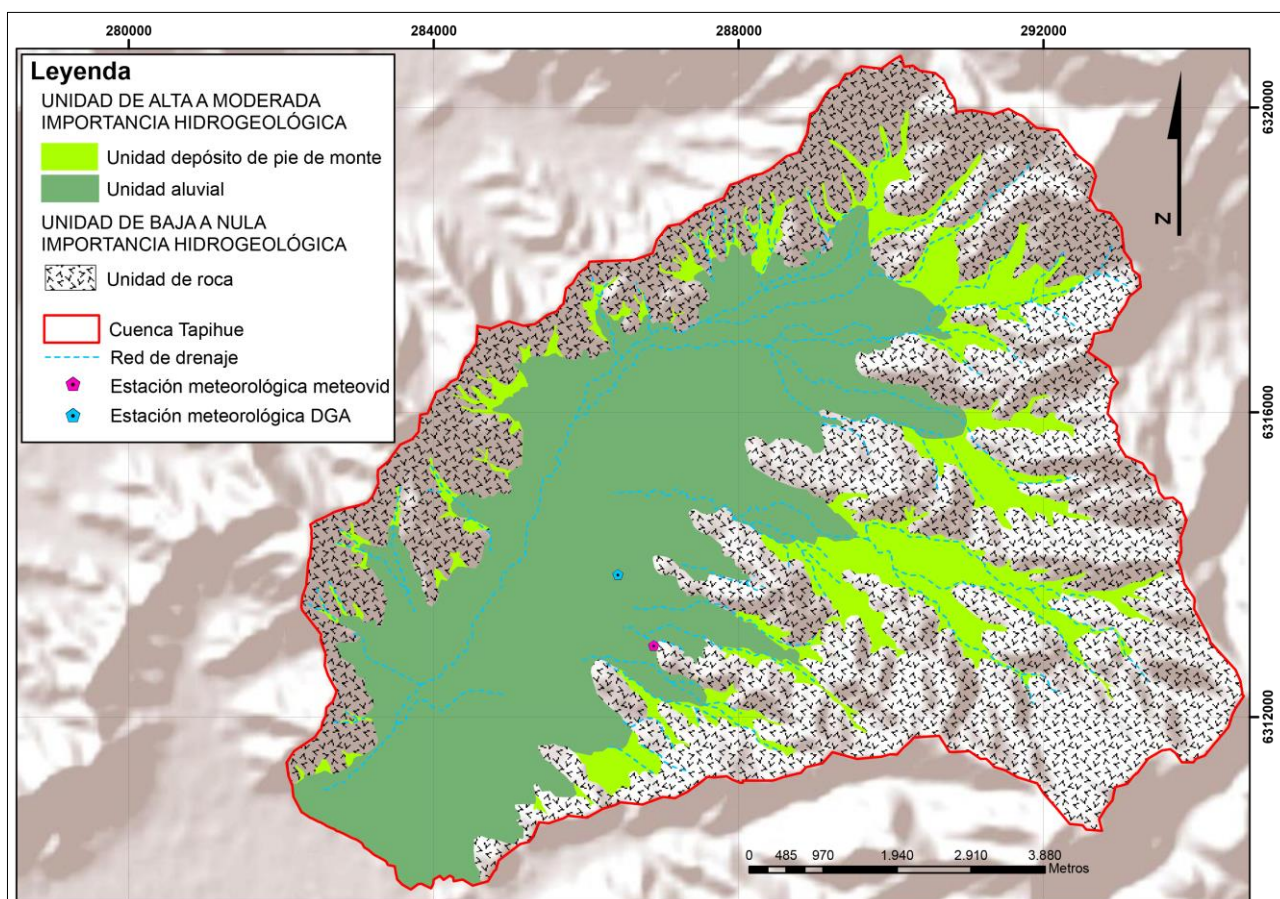 280000
284000
288000
292000
Leyenda
UNIDAD DE ALTA A MODERADA
IMPORTANCIA HIDROGEOLÓGICA
Unidad depósito de pie de monte
Unidad aluvial
UNIDAD DE BAJA A NULA
IMPORTANCIA HIDROGEOLÓGICA
Unidad de roca
Cuenca Tapihue
Red de drenaje
Estación meteorológica meteovid
Estación meteorológica DGA
N
6320000
6316000
6312000
0 485 970 1.940 2.910 3.880
Metros